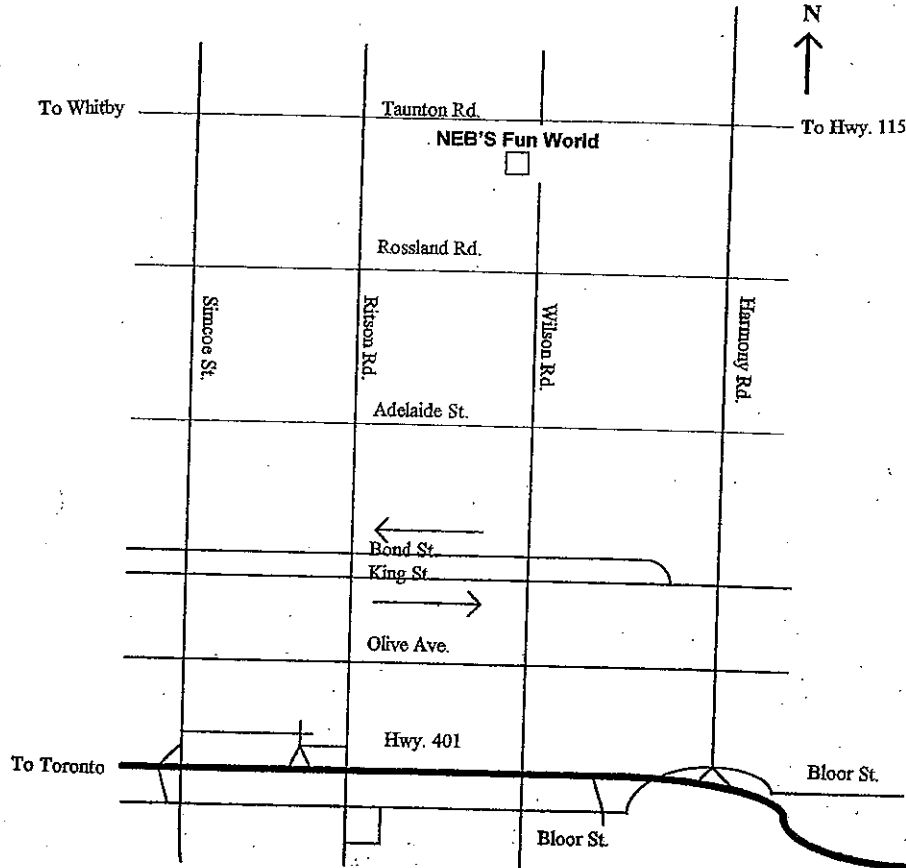 N
To Whitby
Taunton Rd.
To Hwy. 115
NEB'S Fun World
Rossland Rd.
Simcoe St.
Ritson Rd.
Wilson Rd.
Harmony Rd.
Adelaide St.
Bond St.
King St.
Olive Ave.
Hwy. 401
To Toronto
Bloor St.
Bloor St.